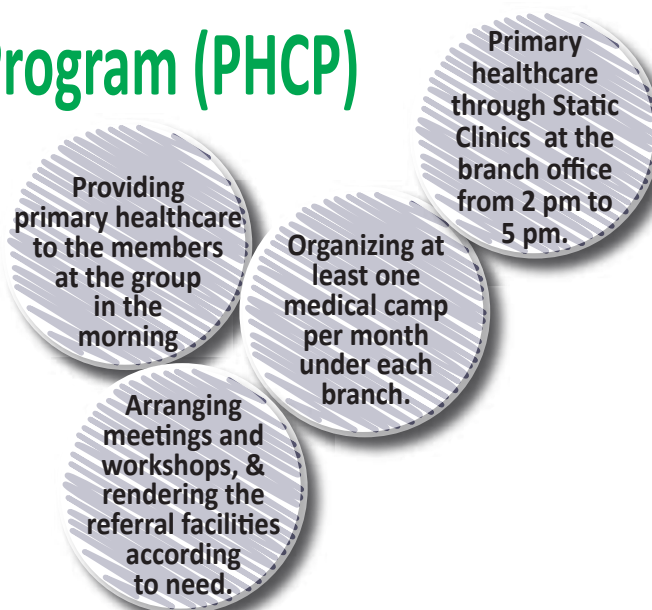 Program (PHCP)
Primary
healthcare
through Static
Clinics at the
branch office
from 2 pm to
5 pm.
Providing
primary healthcare
to the members
at the group
in the
morning
Organizing at
least one
medical camp
per month
under each
branch.
Arranging
meetings and
workshops, &
rendering the
referral facilities
according
to need.